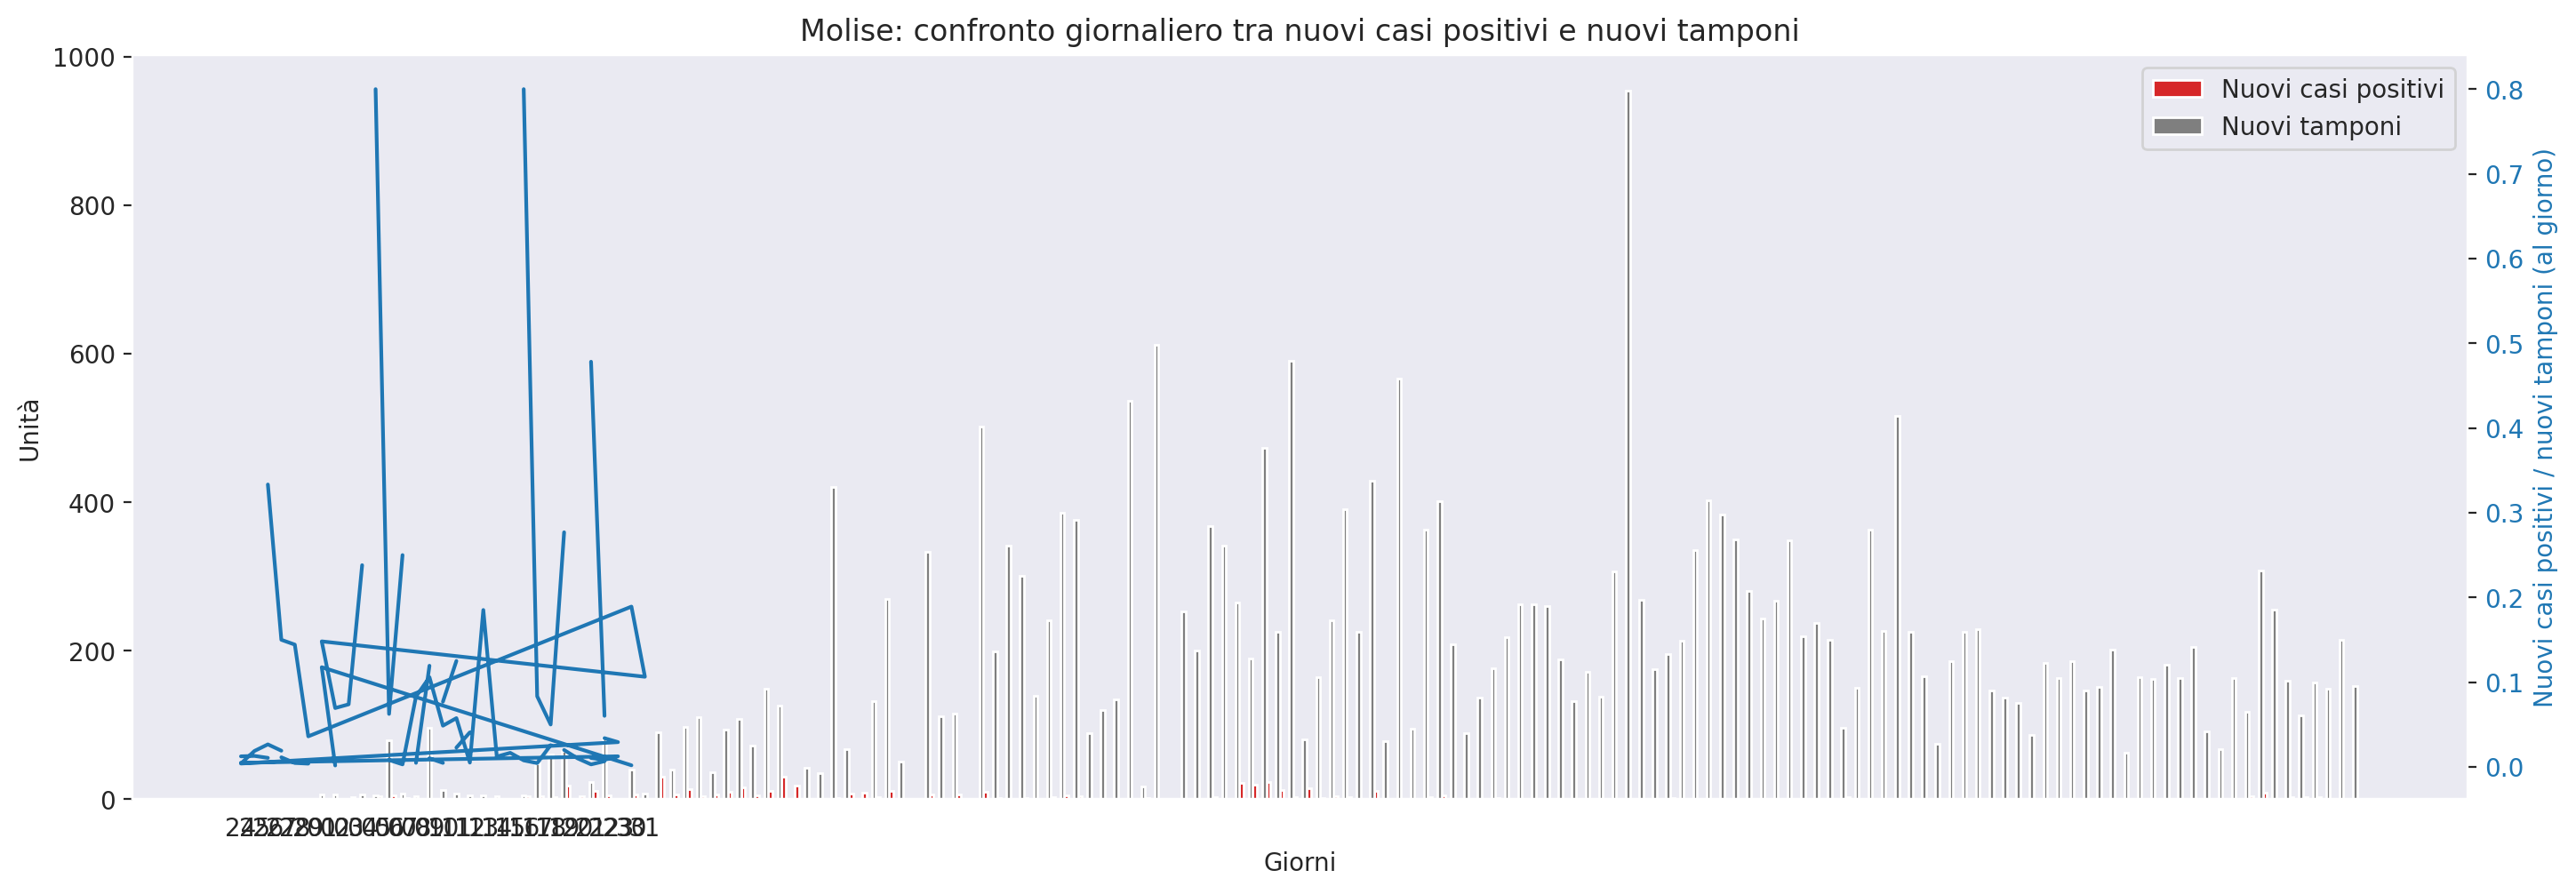 Molise: confronto giornaliero tra nuovi casi positivi e nuovi tamponi
1000
800
600
400
200
0
Unità
Nuovi casi positivi
Nuovi tamponi
0.8
0.7
0.6
0.5
0.4
0.3
0.2
0.1
0.0
Nuovi casi positivi / nuovi tamponi (al giorno)
Giorni